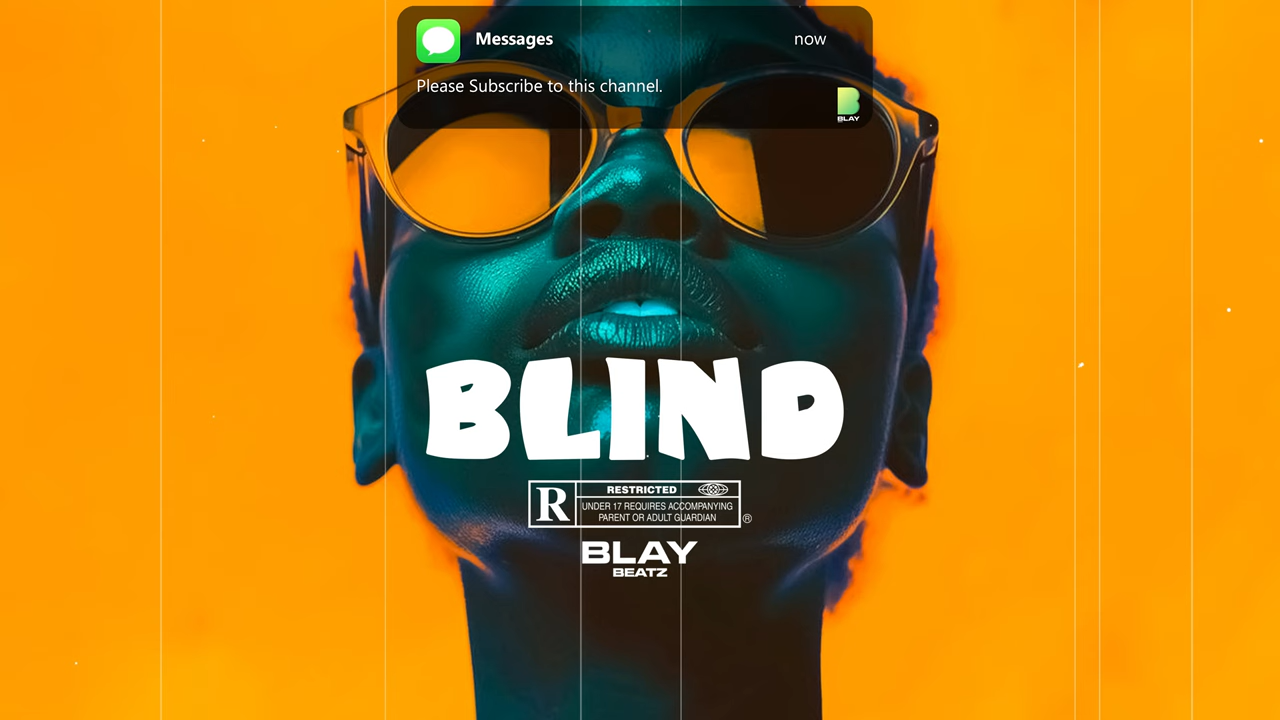 Messages
now
Please Subscribe to this channel.
BLAY
BLIND
R
RESTRICTED
UNDER 17 REQUIRES ACCOMPANYING
PARENT OR ADULT GUARDIAN
®
BLAY
BEATZ